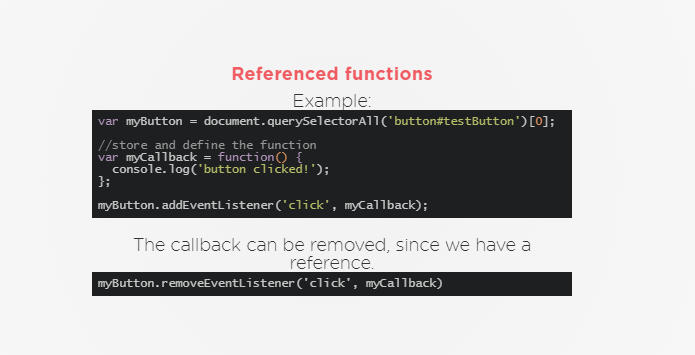 Referenced functions
Example:
var myButton = document.querySelectorAll('button#testButton')[0];
//store and define the function
var myCallback = function() {
  console.log('button clicked!');
};
myButton.addEventListener('click', myCallback);
The callback can be removed, since we have a
reference.
myButton.removeEventListener('click', myCallback)